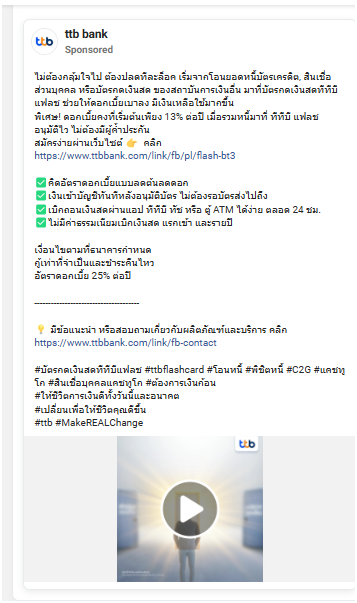 ttb bank
Sponsored
ttb
ไม่ต้องกลุ้มใจไป ต้องปลดทีละล็อค เริ่มจากโอนยอดหนี้บัตรเครดิต, สินเชื่อ
ส่วนบุคคล หรือบัตรกดเงินสด ของสถาบันการเงินอื่น มาที่บัตรกดเงินสดทีทีบี
แฟลช ช่วยให้ดอกเบี้ยเบาลง มีเงินเหลือใช้มากขึ้น
พิเศษ! ดอกเบี้ยคงที่เริ่มต้นเพียง 13% ต่อปี เมื่อรวมหนี้มาที่ ทีทีบี แฟลช
อนุมัติไว ไม่ต้องมีผู้ค้ำประกัน
สมัครง่ายผ่านเว็บไซต์ 👉 คลิก
https://www.ttbbank.com/link/fb/pl/flash-bt3
✅คิดอัตราดอกเบี้ยแบบลดต้นลดดอก
✅เงินเข้าบัญชีทันทีหลังอนุมัติบัตร ไม่ต้องรอบัตรส่งไปถึง
✅เบิกถอนเงินสดผ่านแอป ทีทีบี ทัช หรือ ตู้ ATM ได้ง่าย ตลอด 24 ชม.
✅ไม่มีค่าธรรมเนียมเบิกเงินสด แรกเข้า และรายปี
เงื่อนไขตามที่ธนาคารกำหนด
กู้เท่าที่จำเป็นและชำระคืนไหว
อัตราดอกเบี้ย 25% ต่อปี
--------------------------------------
💡 มีข้อแนะนำ หรือสอบถามเกี่ยวกับผลิตภัณฑ์และบริการ คลิก
https://www.ttbbank.com/link/fb-contact
#บัตรกดเงินสดทีทีบีแฟลช #ttbflashcard #โอนหนี้ #พิชิตหนี้ #C2G #แคชทู
โก #สินเชื่อบุคคลแคชทูโก #ต้องการเงินก้อน
#ให้ชีวิตการเงินดีทั้งวันนี้และอนาคต
#เปลี่ยนเพื่อให้ชีวิตคุณดีขึ้น
#ttb #MakeREALChange
ttb